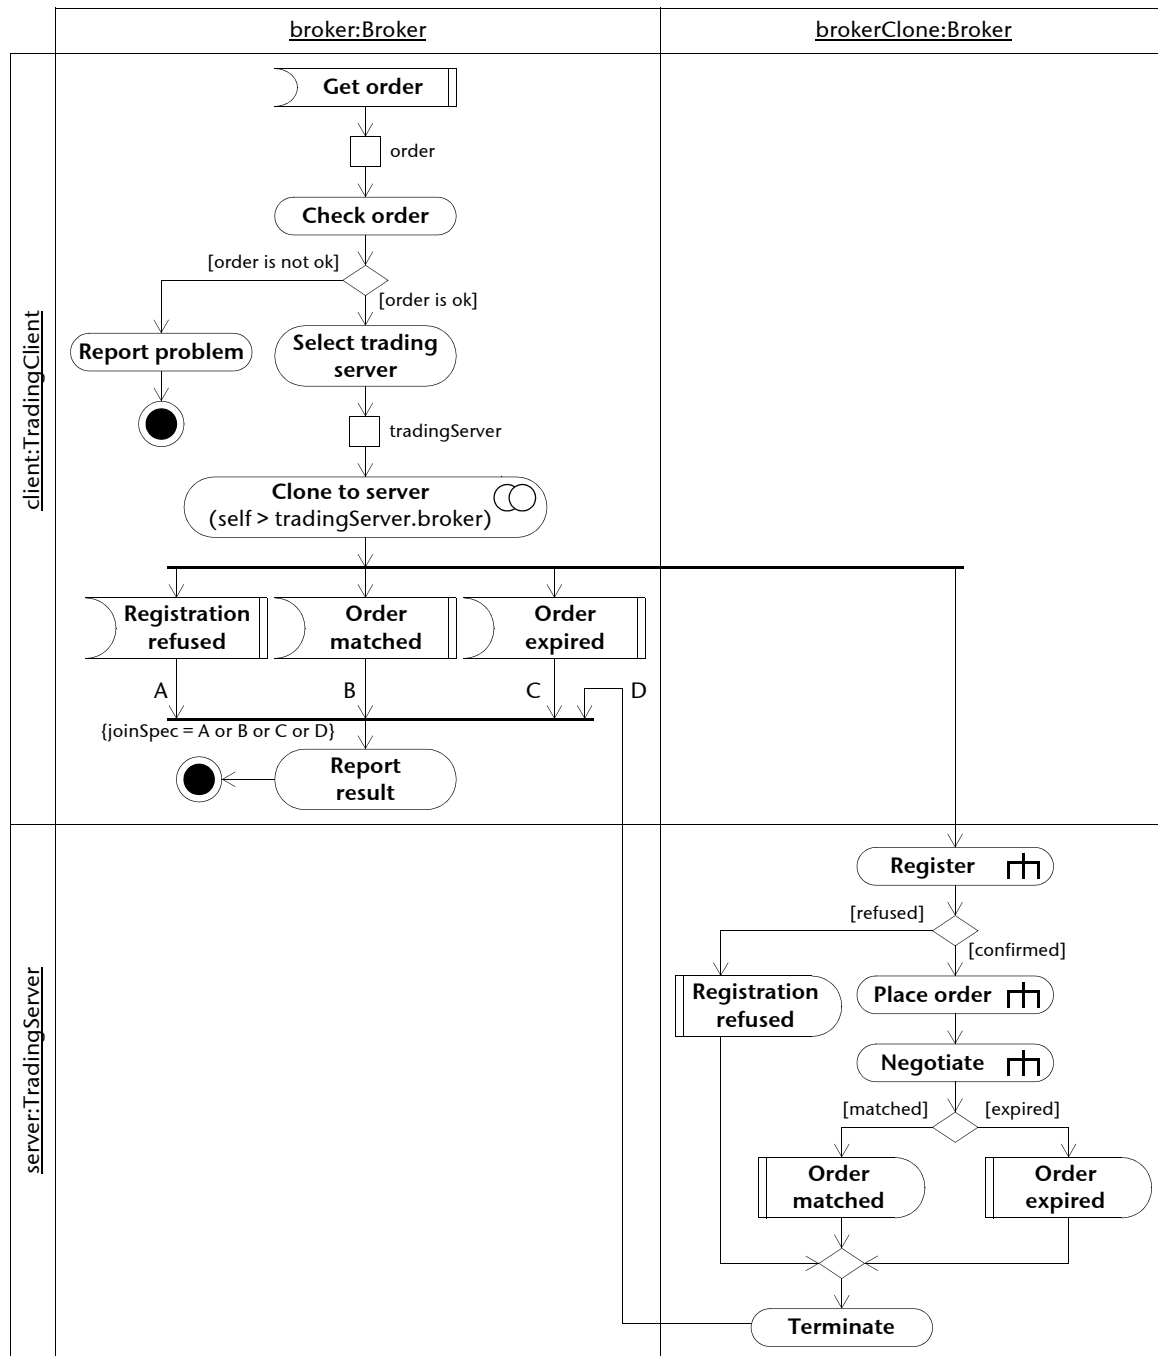 broker:Broker
brokerClone:Broker
client:TradingClient
Get order
order
Check order
[order is not ok]
[order is ok]
Report problem
Select trading
server
tradingServer
Clone to server
(self > tradingServer.broker)
Registration
refused
Order
matched
Order
expired
A
B
C
D
{joinSpec = A or B or C or D}
Report
result
server:TradingServer
Register
[refused]
[confirmed]
Registration
refused
Place order
Negotiate
[matched]
[expired]
Order
matched
Order
expired
Terminate